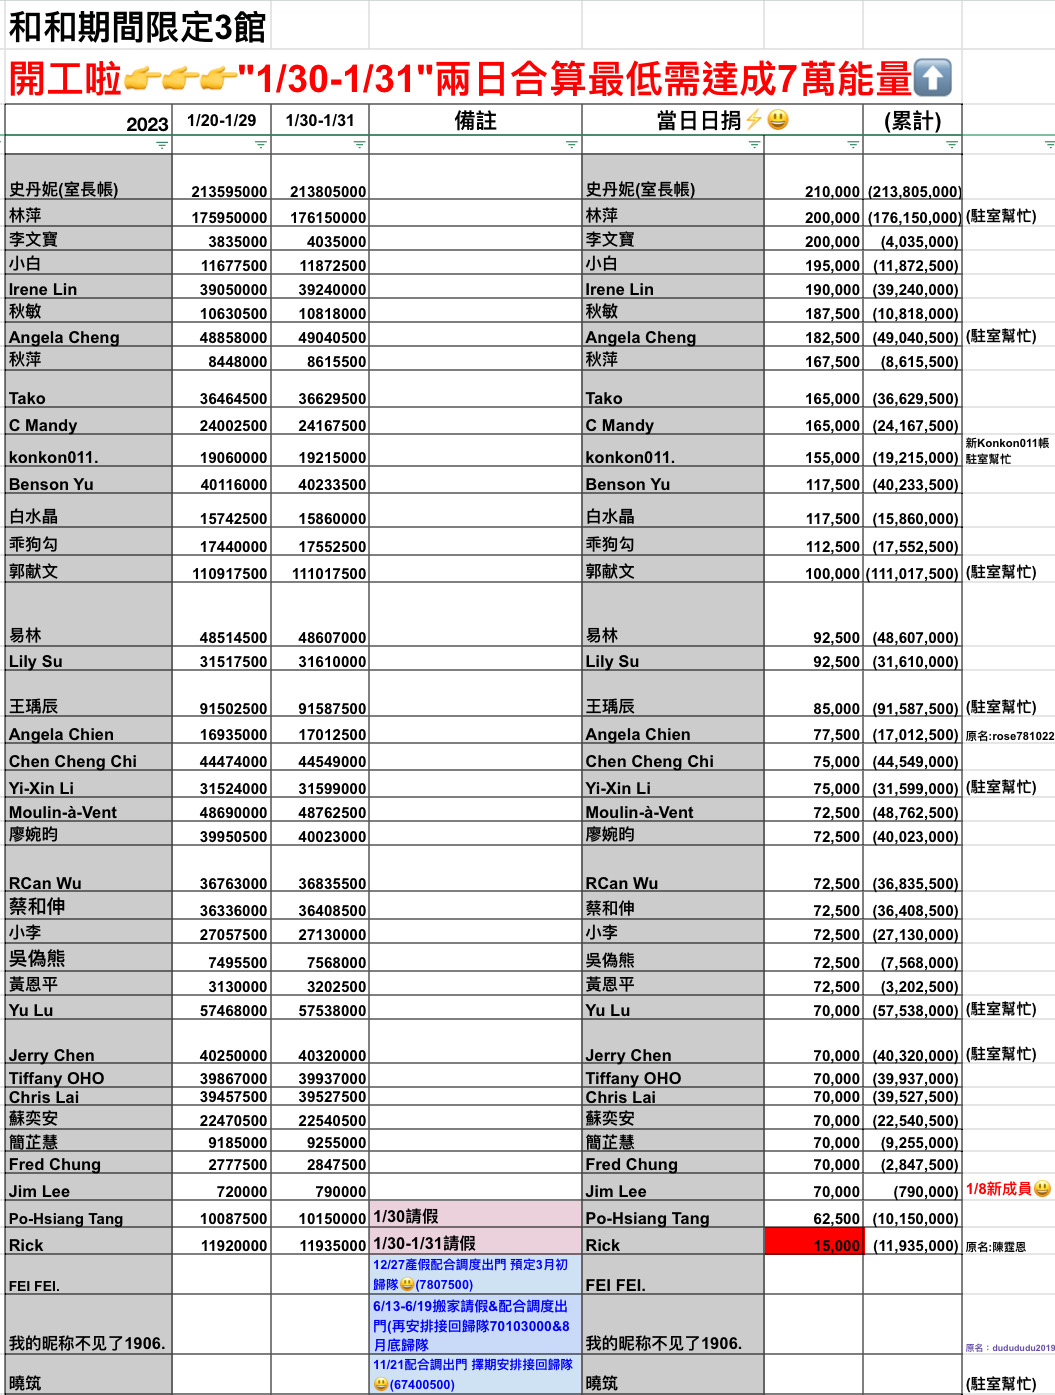 和和期間限定3館
開工啦👉👉👉"1/30-1/31"兩日合算最低需達成7萬能量⬆️
2023 1/20-1/29 1/30-1/31 備註 當日日捐⚡😃 (累計)
史丹妮(室長帳) 213595000 213805000 史丹妮(室長帳) 210,000 (213,805,000)
林萍 175950000 176150000 林萍 200,000 (176,150,000) (駐室幫忙)
李文寶 3835000 4035000 李文寶 200,000 (4,035,000)
小白 11677500 11872500 小白 195,000 (11,872,500)
Irene Lin 39050000 39240000 Irene Lin 190,000 (39,240,000)
秋敏 10630500 10818000 秋敏 187,500 (10,818,000)
Angela Cheng 48858000 49040500 Angela Cheng 182,500 (49,040,500) (駐室幫忙)
秋萍 8448000 8615500 秋萍 167,500 (8,615,500)
Tako 36464500 36629500 Tako 165,000 (36,629,500)
C Mandy 24002500 24167500 C Mandy 165,000 (24,167,500)
新Konkon011帳
konkon011. 19060000 19215000 konkon011. 155,000 (19,215,000) 駐室幫忙
Benson Yu 40116000 40233500 Benson Yu 117,500 (40,233,500)
白水晶 15742500 15860000 白水晶 117,500 (15,860,000)
乖狗勾 17440000 17552500 乖狗勾 112,500 (17,552,500)
郭献文 110917500 111017500 郭献文 100,000 (111,017,500) (駐室幫忙)
易林 48514500 48607000 易林 92,500 (48,607,000)
Lily Su 31517500 31610000 Lily Su 92,500 (31,610,000)
王瑀辰 91502500 91587500 王瑀辰 85,000 (91,587,500) (駐室幫忙)
Angela Chien 16935000 17012500 Angela Chien 77,500 (17,012,500) 原名:rose781022
Chen Cheng Chi 44474000 44549000 Chen Cheng Chi 75,000 (44,549,000)
Yi-Xin Li 31524000 31599000 Yi-Xin Li 75,000 (31,599,000) (駐室幫忙)
Moulin-à-Vent 48690000 48762500 Moulin-à-Vent 72,500 (48,762,500)
廖婉昀 39950500 40023000 廖婉昀 72,500 (40,023,000)
RCan Wu 36763000 36835500 RCan Wu 72,500 (36,835,500)
蔡和伸 36336000 36408500 蔡和伸 72,500 (36,408,500)
小李 27057500 27130000 小李 72,500 (27,130,000)
吳偽熊 7495500 7568000 吳偽熊 72,500 (7,568,000)
黃恩平 3130000 3202500 黃恩平 72,500 (3,202,500)
Yu Lu 57468000 57538000 Yu Lu 70,000 (57,538,000) (駐室幫忙)
Jerry Chen 40250000 40320000 Jerry Chen 70,000 (40,320,000) (駐室幫忙)
Tiffany OHO 39867000 39937000 Tiffany OHO 70,000 (39,937,000)
Chris Lai 39457500 39527500 Chris Lai 70,000 (39,527,500)
蘇奕安 22470500 22540500 蘇奕安 70,000 (22,540,500)
簡芷慧 9185000 9255000 簡芷慧 70,000 (9,255,000)
Fred Chung 2777500 2847500 Fred Chung 70,000 (2,847,500)
Jim Lee 720000 790000 Jim Lee 70,000 (790,000) 1/8新成員😃
Po-Hsiang Tang 10087500 10150000 1/30請假 Po-Hsiang Tang 62,500 (10,150,000)
Rick 11920000 11935000 1/30-1/31請假 Rick 15,000 (11,935,000) 原名:陳霆恩
12/27產假配合調度出門 預定3月初
FEI FEI. 歸隊😃(7807500) FEI FEI.
6/13-6/19搬家請假&配合調度出
門(再安排接回歸隊70103000&8
我的昵称不见了1906. 月底歸隊 我的昵称不见了1906. 原名：dudududu2019
11/21配合調出門 擇期安排接回歸隊
曉筑 😃(67400500) 曉筑 (駐室幫忙)